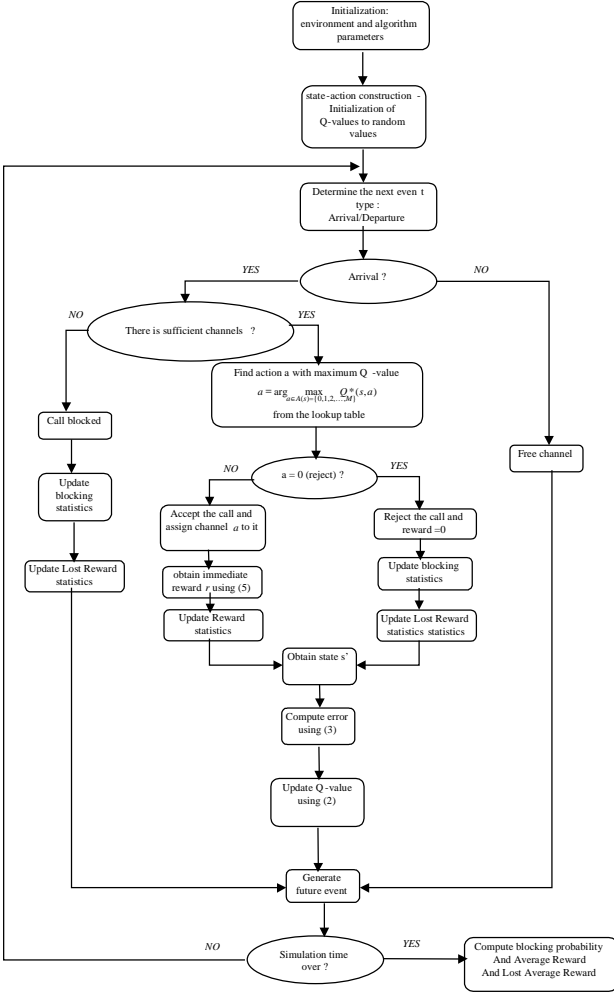 Initialization:
environment and algorithm
parameters
state-action construction -
Initialization of
Q-values to random
values
Determine the next even t
type :
Arrival/Departure
YES
Arrival ?
NO
NO
There is sufficient channels ?
YES
Find action a with maximum Q -value
a = arg max Q*(s,a)
a∈A(s)={0,1,2,...,M}
from the lookup table
Call blocked
Free channel
NO
a = 0 (reject) ?
YES
Update
blocking
statistics
Accept the call and
assign channel a to it
Reject the call and
reward =0
Update Lost Reward
statistics
obtain immediate
reward r using (5)
Update blocking
statistics
Update Reward
statistics
Update Lost Reward
statistics statistics
Obtain state s'
Compute error
using (3)
Update Q -value
using (2)
Generate
future event
NO
Simulation time
over ?
YES
Compute blocking probability
And Average Reward
And Lost Average Reward